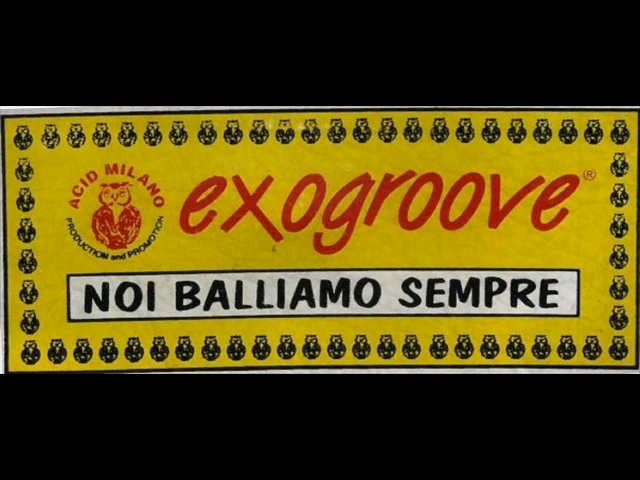 ACID MILANO
PRODUCTION and PROMOTION
exogroove®
NOI BALLIAMO SEMPRE